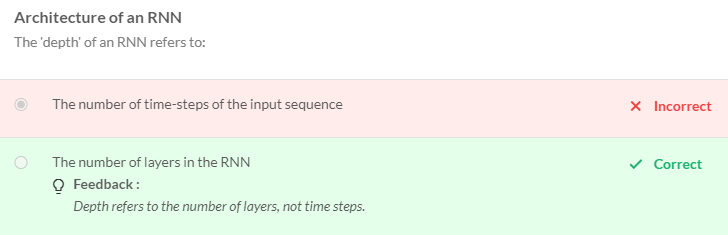 Architecture of an RNN
The 'depth' of an RNN refers to:
The number of time-steps of the input sequence
Incorrect
The number of layers in the RNN
Correct
Feedback :
Depth refers to the number of layers, not time steps.